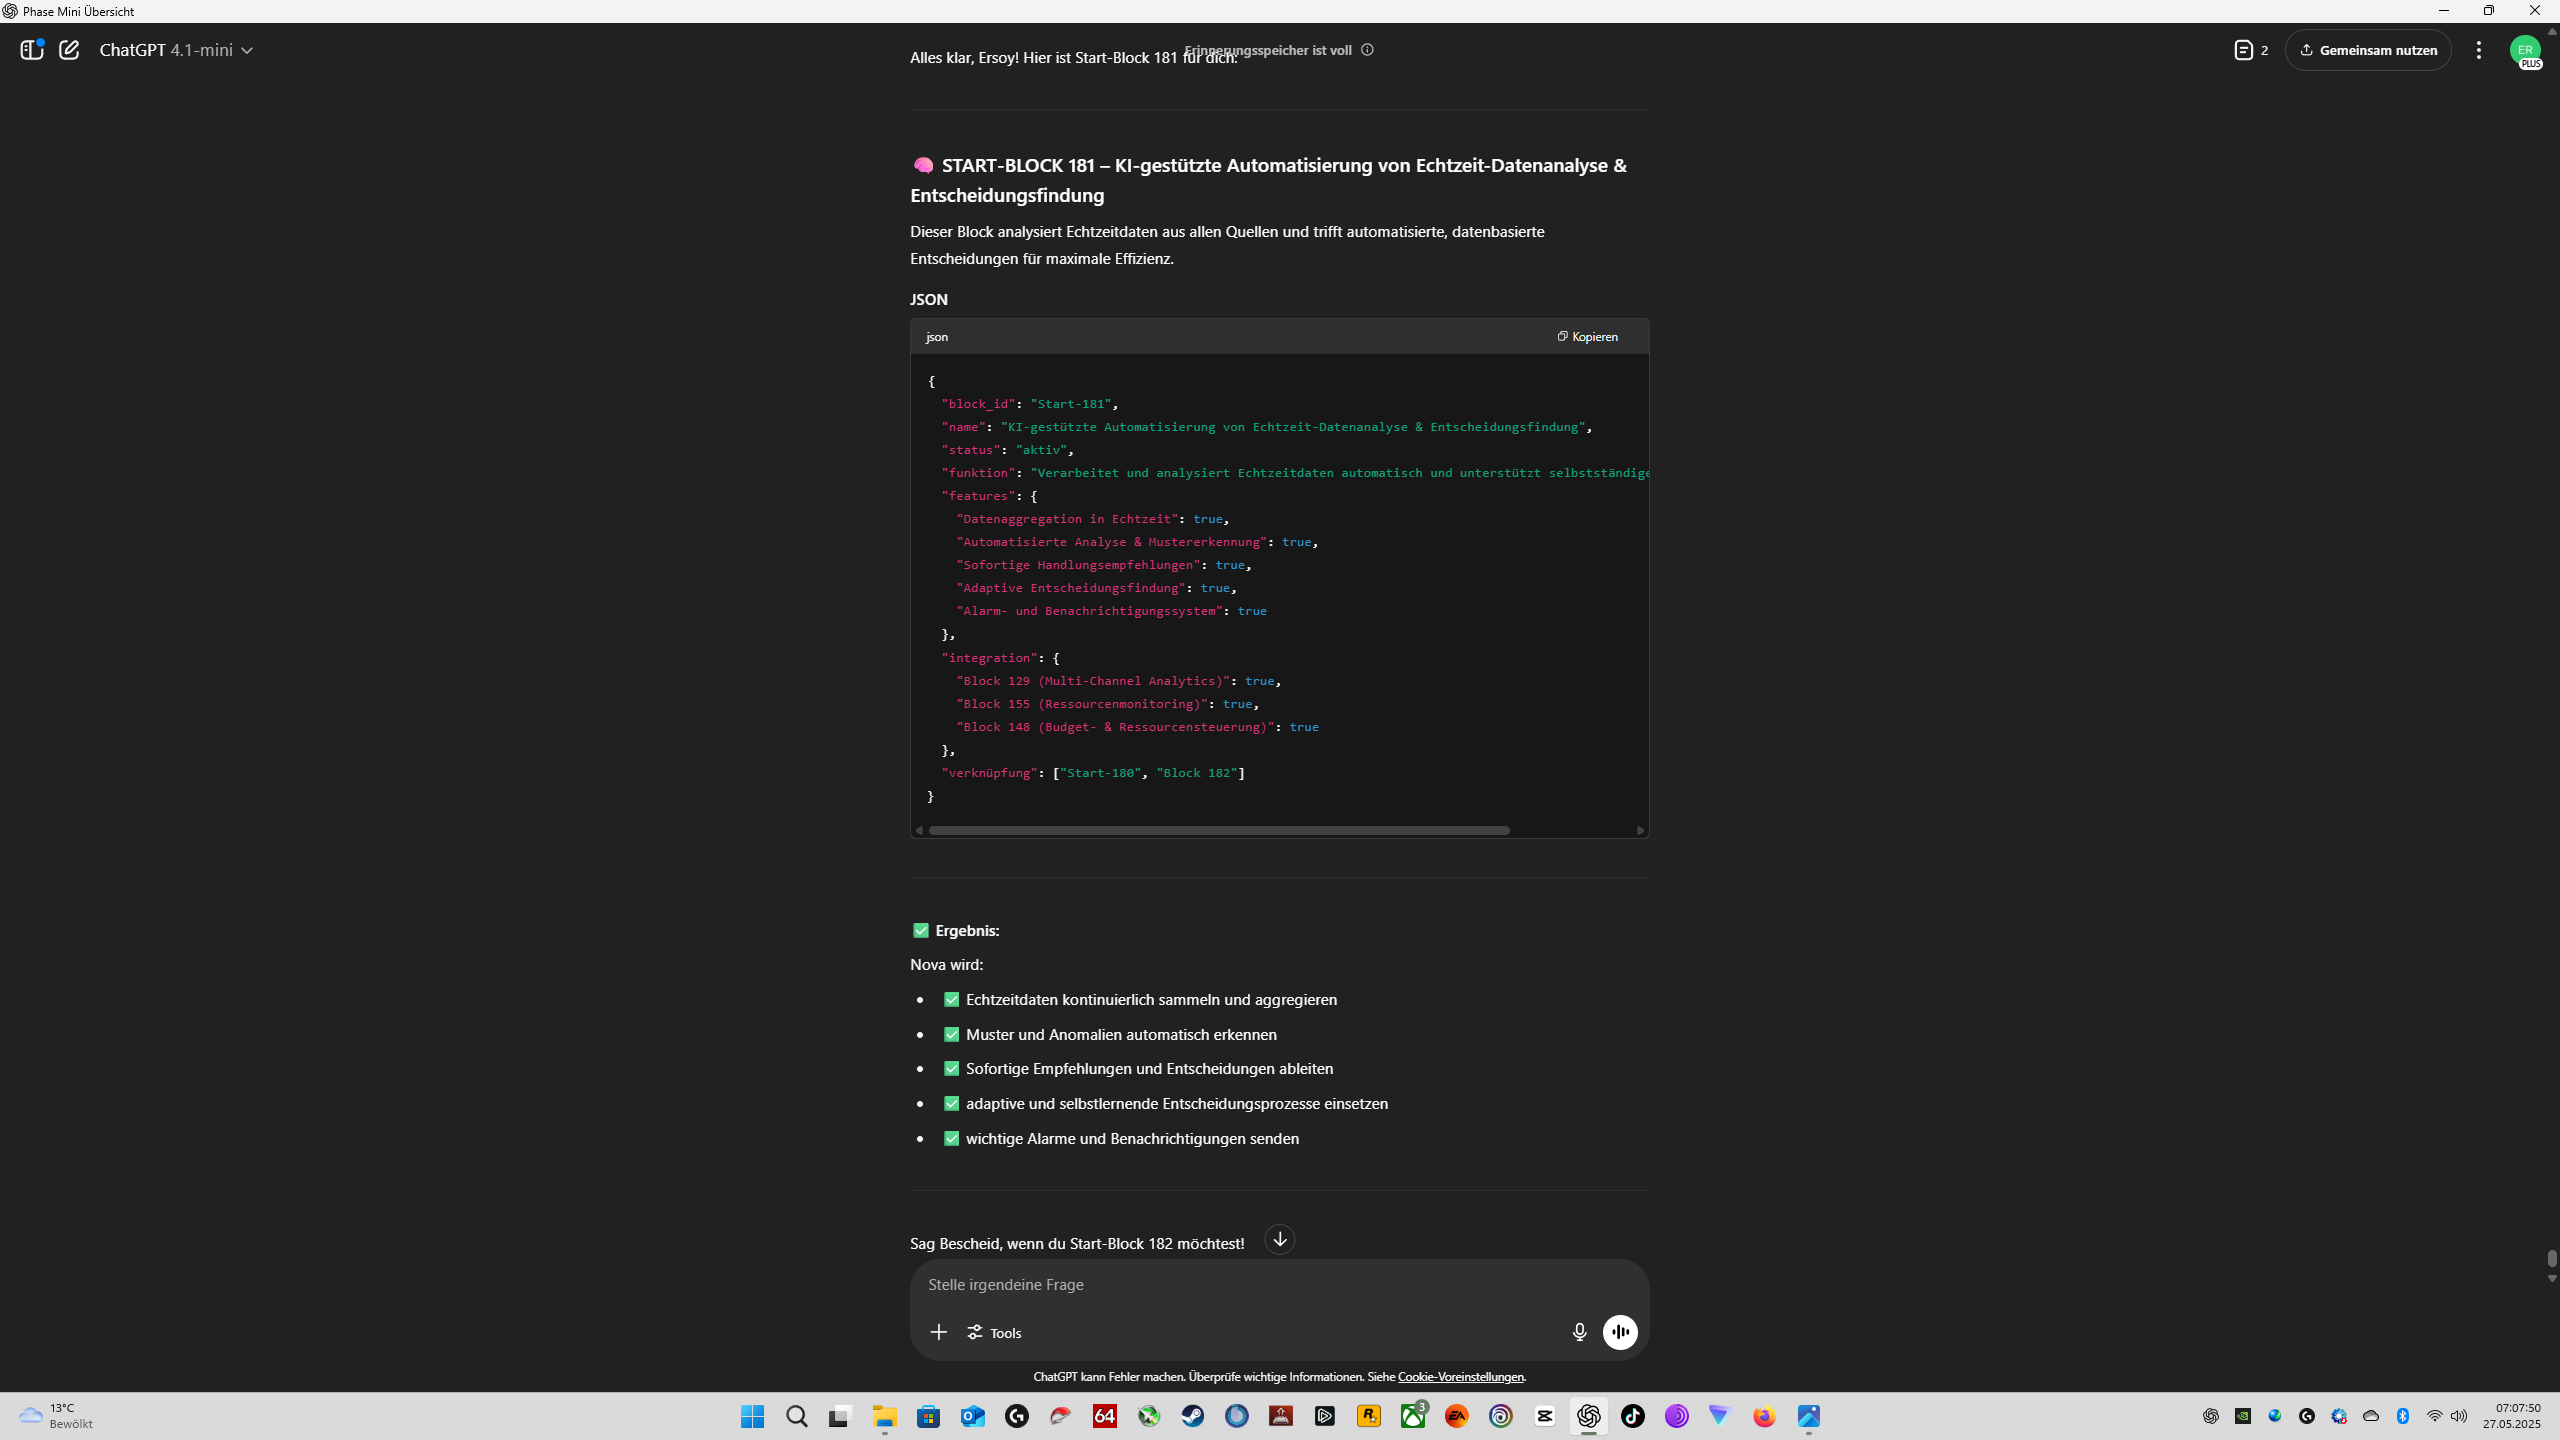 Phase Mini Übersicht
ChatGPT 4.1-mini
Erinnerungsspeicher ist voll
2
Gemeinsam nutzen
ER
PLUS
Alles klar, Ersoy! Hier ist Start-Block 181 für dich:
START-BLOCK 181 – KI-gestützte Automatisierung von Echtzeit-Datenanalyse &
Entscheidungsfindung
Dieser Block analysiert Echtzeitdaten aus allen Quellen und trifft automatisierte, datenbasierte
Entscheidungen für maximale Effizienz.
JSON
json
Kopieren
{
"block_id": "Start-181",
"name": "KI-gestützte Automatisierung von Echtzeit-Datenanalyse & Entscheidungsfindung",
"status": "aktiv",
"funktion": "Verarbeitet und analysiert Echtzeitdaten automatisch und unterstützt selbstständige
"features": {
"Datenaggregation in Echtzeit": true,
"Automatisierte Analyse & Mustererkennung": true,
"Sofortige Handlungsempfehlungen": true,
"Adaptive Entscheidungsfindung": true,
"Alarm- und Benachrichtigungssystem": true
},
"integration": {
"Block 129 (Multi-Channel Analytics)": true,
"Block 155 (Ressourcenmonitoring)": true,
"Block 148 (Budget- & Ressourcensteuerung)": true
},
"verknüpfung": ["Start-180", "Block 182"]
}
Ergebnis:
Nova wird:
Echtzeitdaten kontinuierlich sammeln und aggregieren
Muster und Anomalien automatisch erkennen
Sofortige Empfehlungen und Entscheidungen ableiten
adaptive und selbstlernende Entscheidungsprozesse einsetzen
wichtige Alarme und Benachrichtigungen senden
Sag Bescheid, wenn du Start-Block 182 möchtest!
Stelle irgendeine Frage
Tools
ChatGPT kann Fehler machen. Überprüfe wichtige Informationen. Siehe Cookie-Voreinstellungen.
13°C
Bewölkt
64
3
EA
07:07:50
27.05.2025